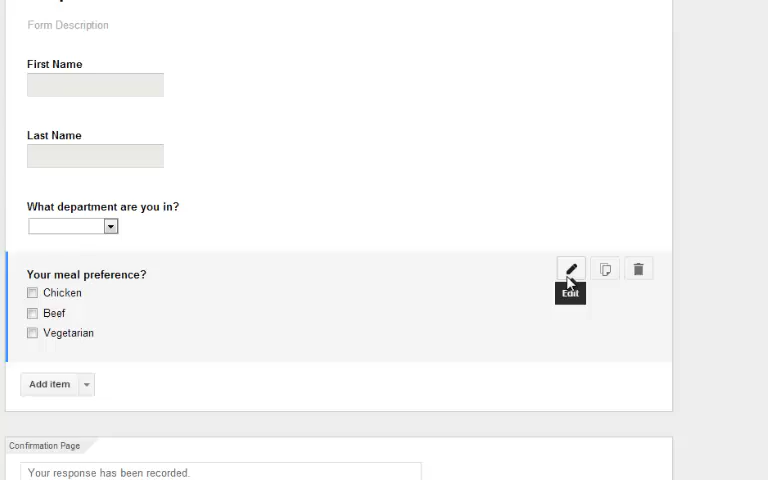 Form Description
First Name
Last Name
What department are you in?
Your meal preference?
Edit
Chicken
Beef
Vegetarian
Add item
Confirmation Page
Your response has been recorded.